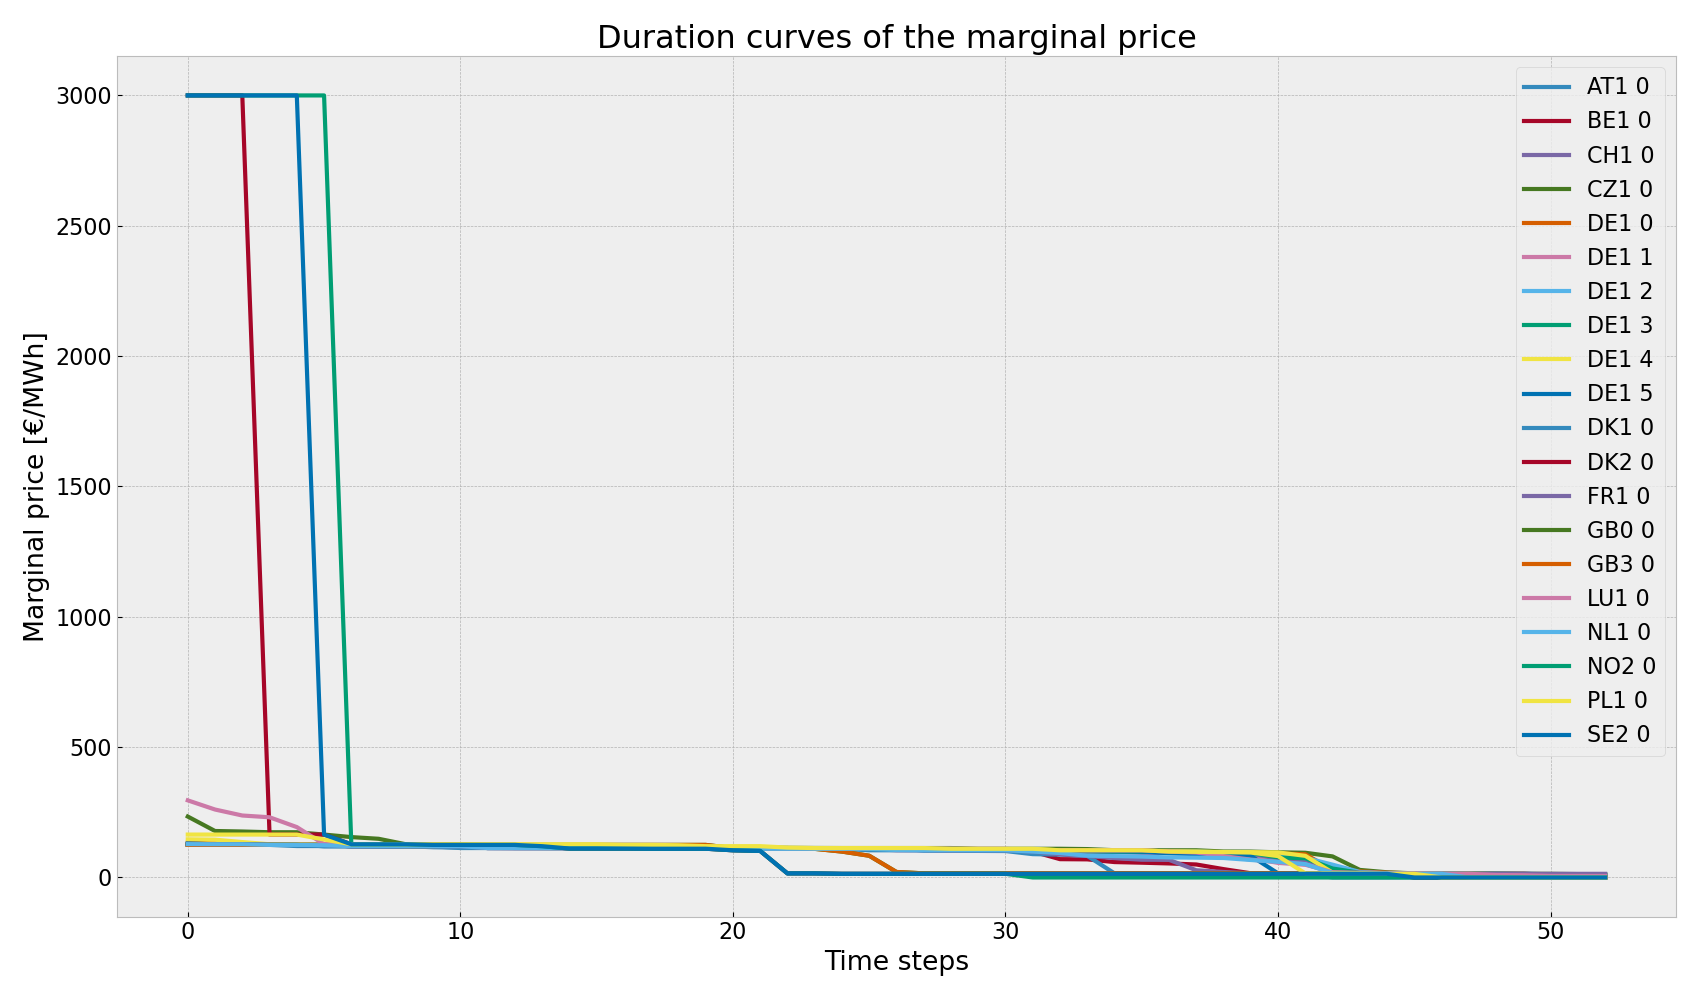 Duration curves of the marginal price
Marginal price [€/MWh]
3000
2500
2000
1500
1000
500
0
0 10 20 30 40 50
Time steps
AT1 0
BE1 0
CH1 0
CZ1 0
DE1 0
DE1 1
DE1 2
DE1 3
DE1 4
DE1 5
DK1 0
DK2 0
FR1 0
GB0 0
GB3 0
LU1 0
NL1 0
NO2 0
PL1 0
SE2 0